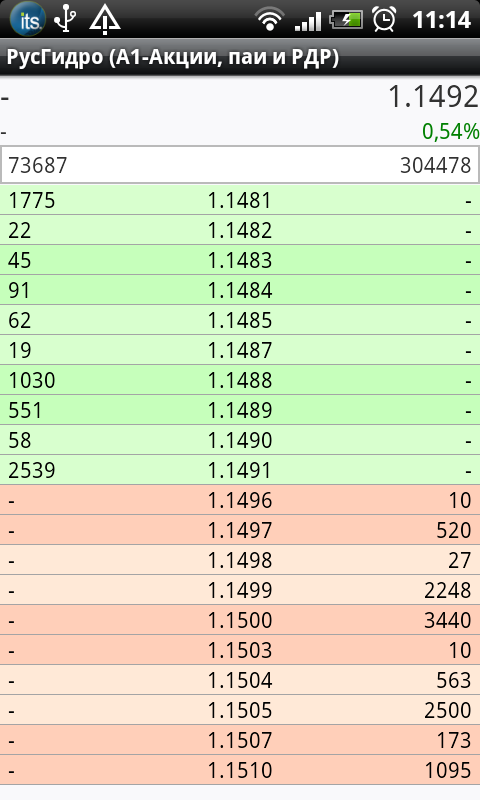 its 11:14
РусГидро (А1-Акции, паи и РДР)
- 1.1492
- 0,54%
73687 304478
1775 1.1481 -
22 1.1482 -
45 1.1483 -
91 1.1484 -
62 1.1485 -
19 1.1487 -
1030 1.1488 -
551 1.1489 -
58 1.1490 -
2539 1.1491 -
- 1.1496 10
- 1.1497 520
- 1.1498 27
- 1.1499 2248
- 1.1500 3440
- 1.1503 10
- 1.1504 563
- 1.1505 2500
- 1.1507 173
- 1.1510 1095